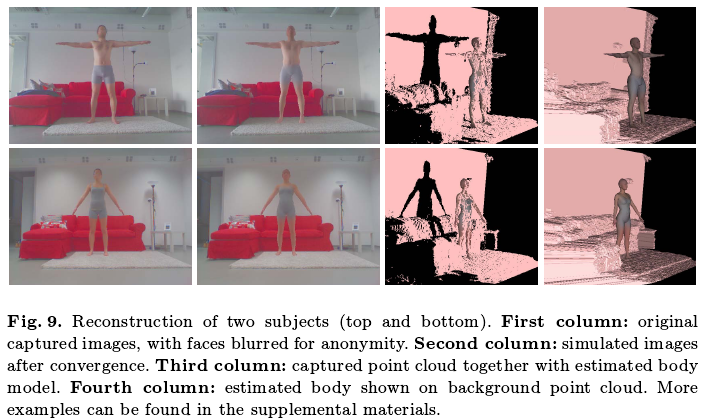 Fig. 9. Reconstruction of two subjects (top and bottom). First column: original
captured images, with faces blurred for anonymity. Second column: simulated images
after convergence. Third column: captured point cloud together with estimated body
model. Fourth column: estimated body shown on background point cloud. More
examples can be found in the supplemental materials.